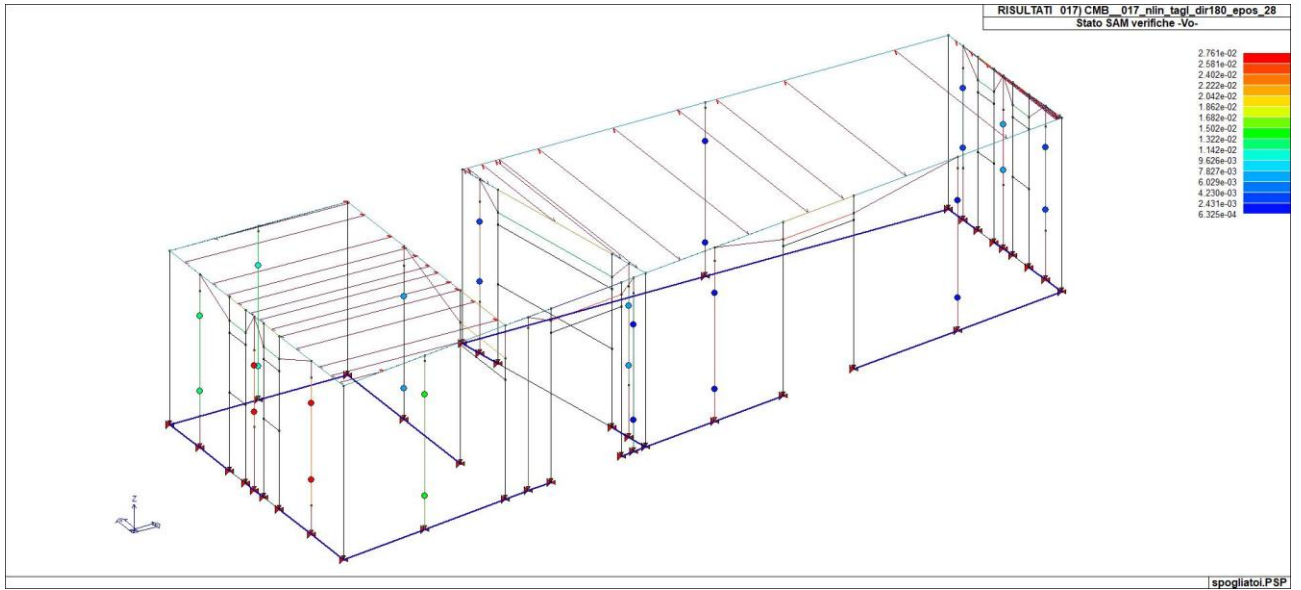 RISULTATI 017) CMB__017_nlin_tagl_dir180_epos_28
Stato SAM verifiche -Vo-
2.761e-02
2.581e-02
2.402e-02
2.222e-02
2.042e-02
1.862e-02
1.682e-02
1.502e-02
1.322e-02
1.142e-02
9.626e-03
7.827e-03
6.029e-03
4.230e-03
2.431e-03
6.325e-04
Z
spogliatoi.PSP